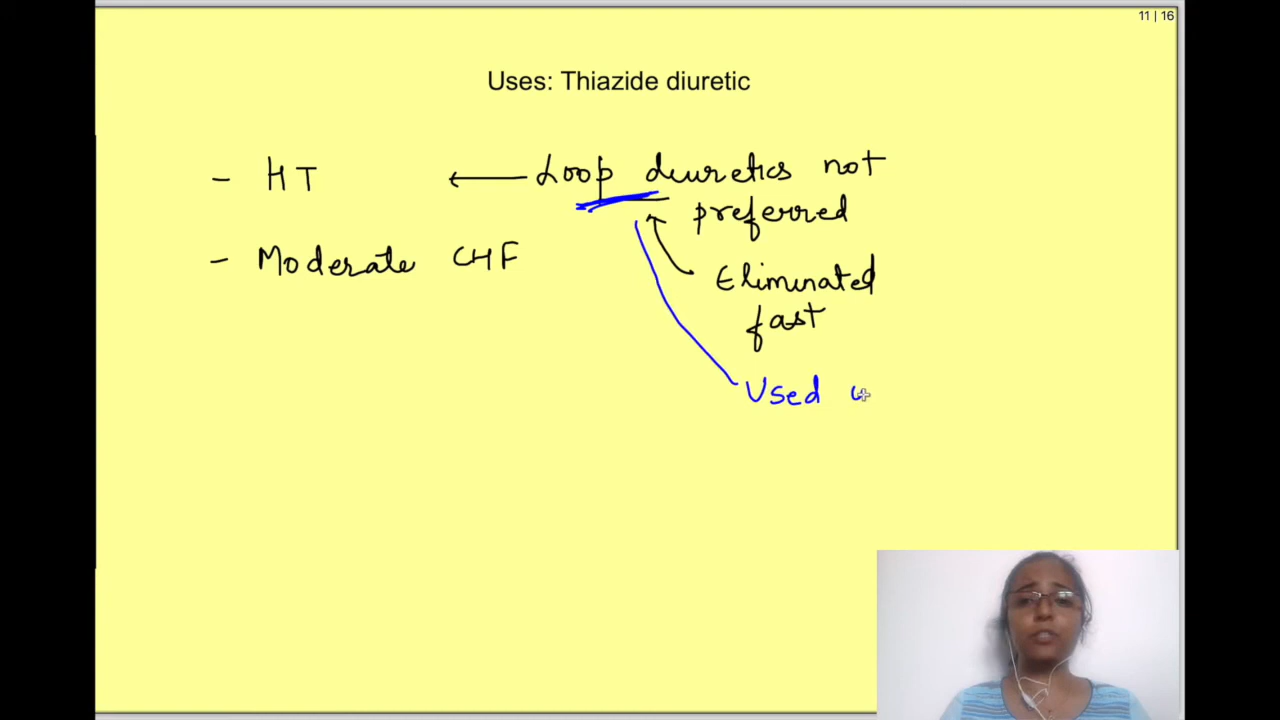 11 | 16
Uses: Thiazide diuretic
- HT ← Loop diuretics not
preferred
- Moderate CHF
Eliminated
fast
Used